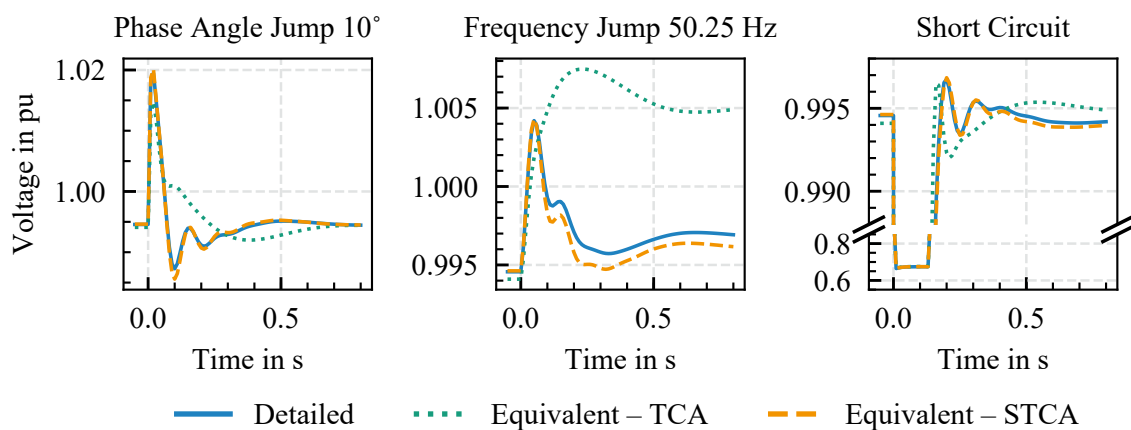 Phase Angle Jump 10° Frequency Jump 50.25 Hz Short Circuit
Voltage in pu
1.02
1.00
1.005
1.000
0.995
0.995
0.990
0.8
0.6
0.0 0.5 0.0 0.5 0.0 0.5
Time in s Time in s Time in s
Detailed Equivalent – TCA Equivalent – STCA